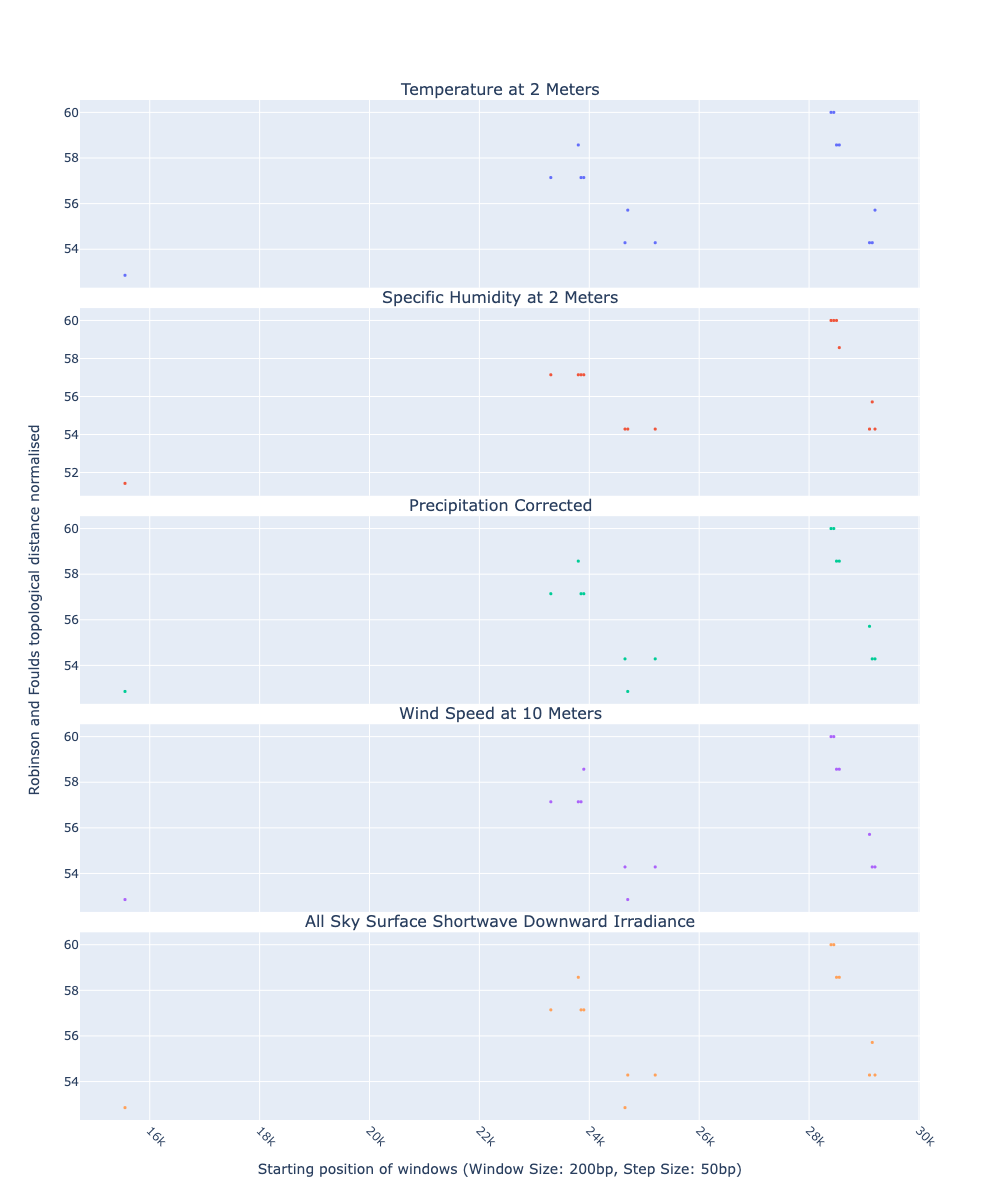 Temperature at 2 Meters
60
58
56
54
Specific Humidity at 2 Meters
60
58
56
54
52
Precipitation Corrected
60
58
56
54
Wind Speed at 10 Meters
60
58
56
54
All Sky Surface Shortwave Downward Irradiance
60
58
56
54
16k 18k 20k 22k 24k 26k 28k 30k
Starting position of windows (Window Size: 200bp, Step Size: 50bp)
Robinson and Foulds topological distance normalised